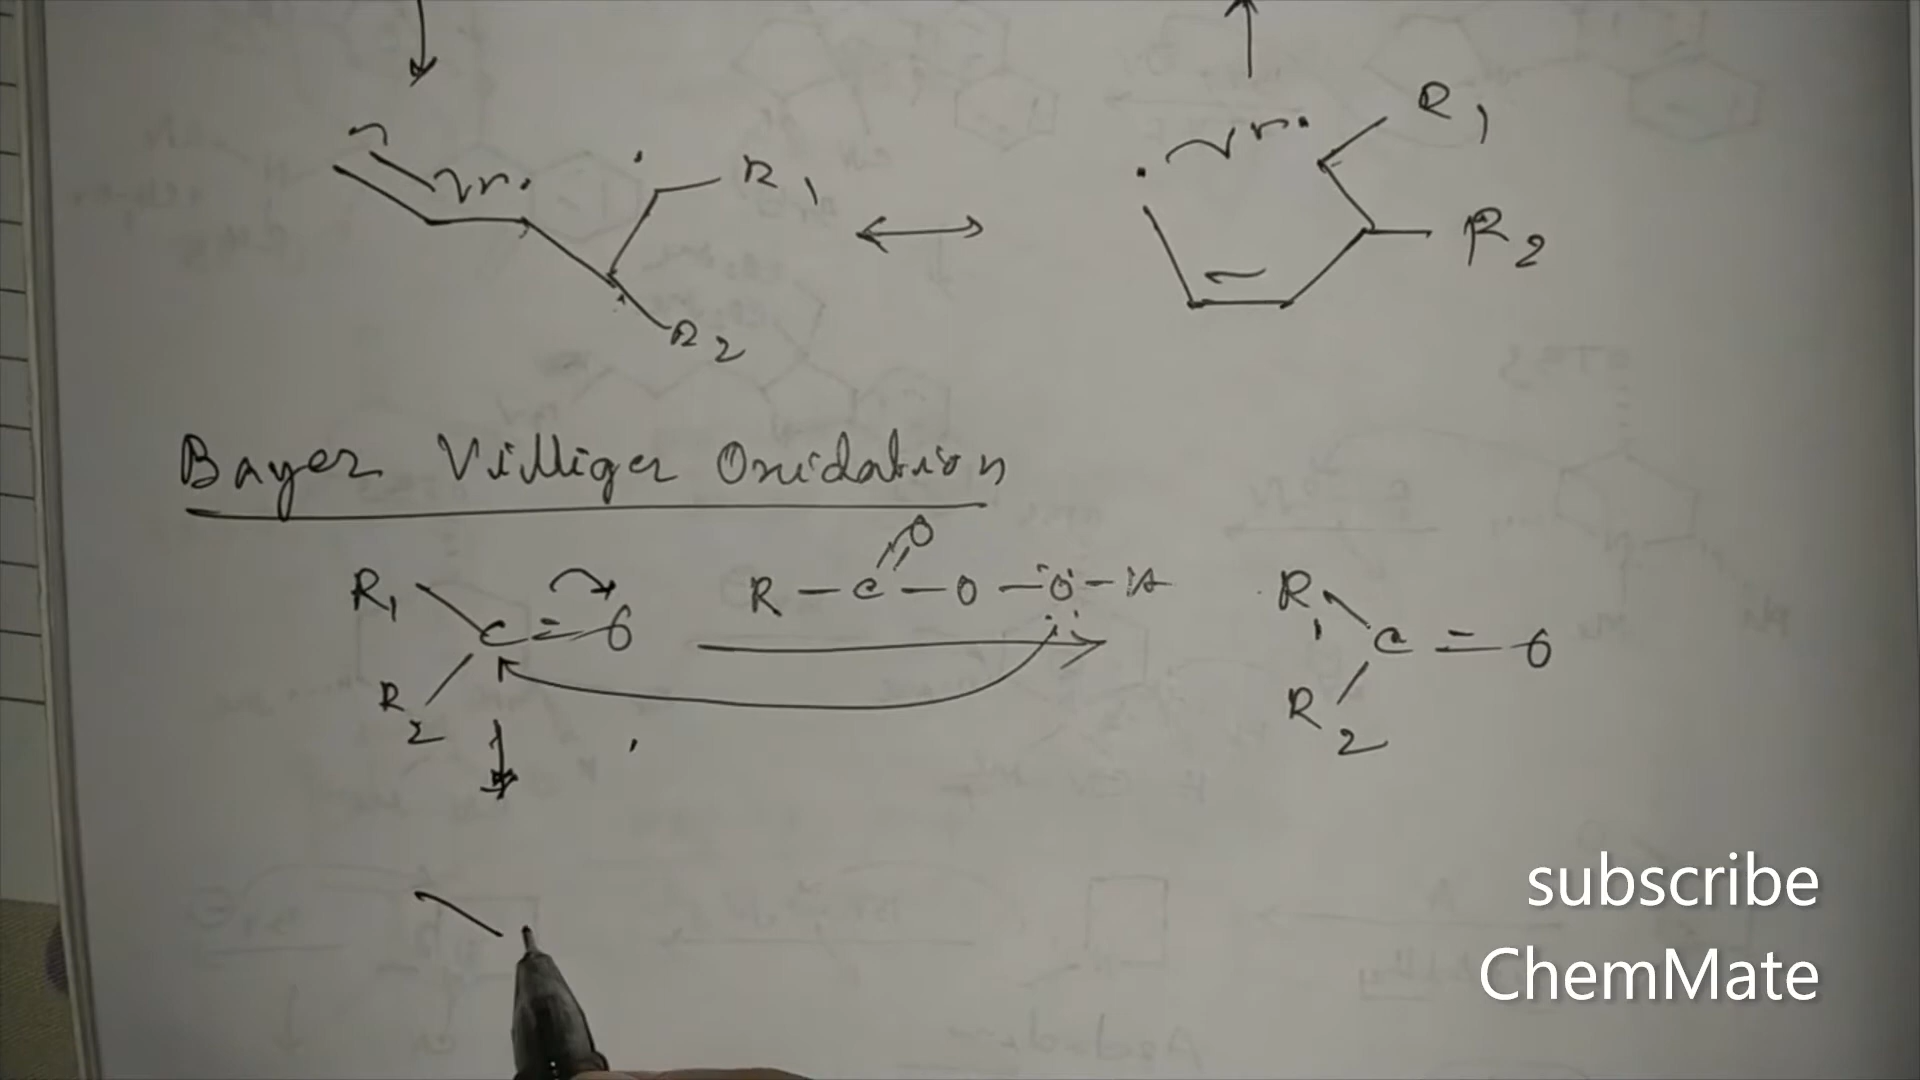 R1
R1
R2
R2
Bayer Villiger Oxidation
O
R1 C = O R - C - O - O - H R1 C = O
R2 R2
subscribe
ChemMate